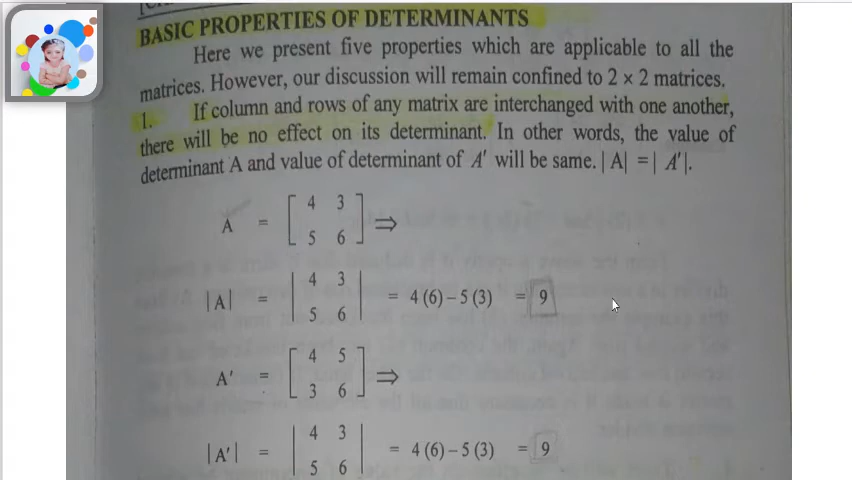 BASIC PROPERTIES OF DETERMINANTS
Here we present five properties which are applicable to all the
matrices. However, our discussion will remain confined to 2 × 2 matrices.
1. If column and rows of any matrix are interchanged with one another,
there will be no effect on its determinant. In other words, the value of
determinant A and value of determinant of A′ will be same. | A| = | A′|.
A = [ 4 3
5 6 ] ⇒
|A| = | 4 3
5 6 | = 4 (6) – 5 (3) = 9
A′ = [ 4 5
3 6 ] ⇒
|A′| = | 4 3
5 6 | = 4 (6) – 5 (3) = 9